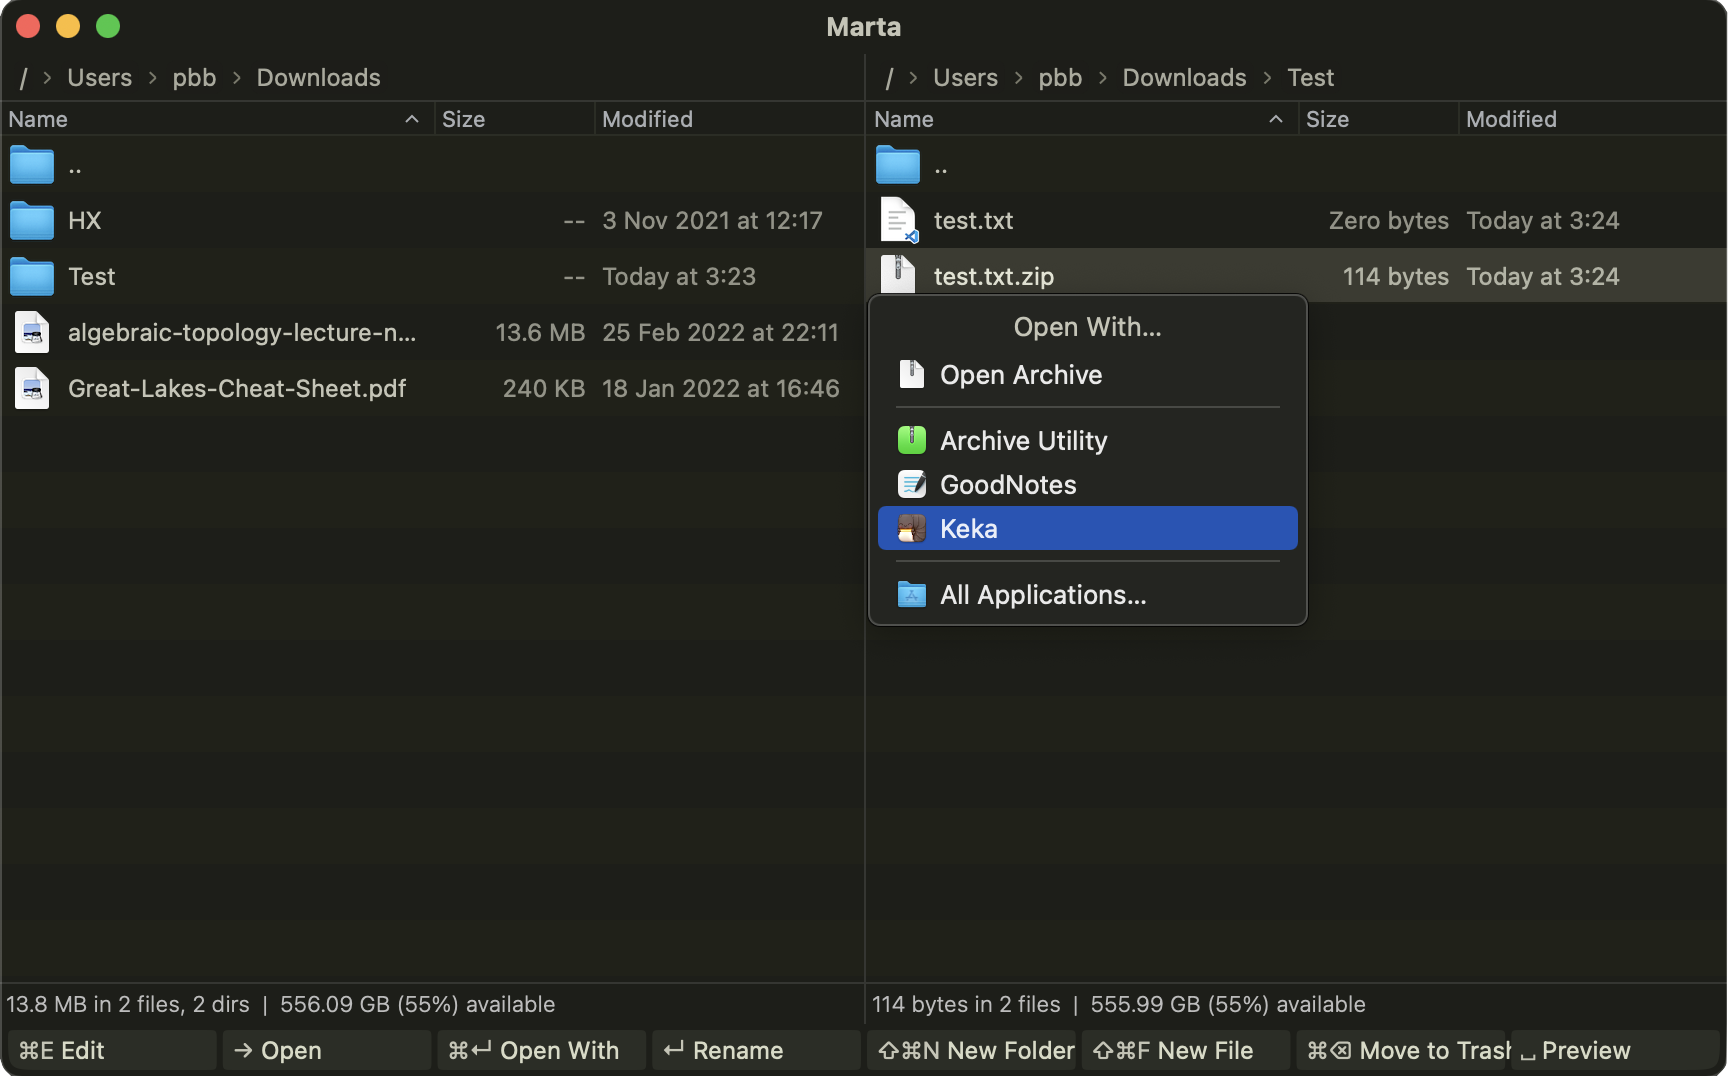 Marta
/ > Users > pbb > Downloads
Name Size Modified
..
HX -- 3 Nov 2021 at 12:17
Test -- Today at 3:23
algebraic-topology-lecture-n... 13.6 MB 25 Feb 2022 at 22:11
Great-Lakes-Cheat-Sheet.pdf 240 KB 18 Jan 2022 at 16:46
13.8 MB in 2 files, 2 dirs | 556.09 GB (55%) available
/ > Users > pbb > Downloads > Test
Name Size Modified
..
test.txt Zero bytes Today at 3:24
test.txt.zip 114 bytes Today at 3:24
Open With...
Open Archive
Archive Utility
GoodNotes
Keka
All Applications...
114 bytes in 2 files | 555.99 GB (55%) available
⌘E Edit → Open ⌘↩ Open With ↩ Rename ⇧⌘N New Folder ⇧⌘F New File ⌘⌫ Move to Trash ⎵ Preview